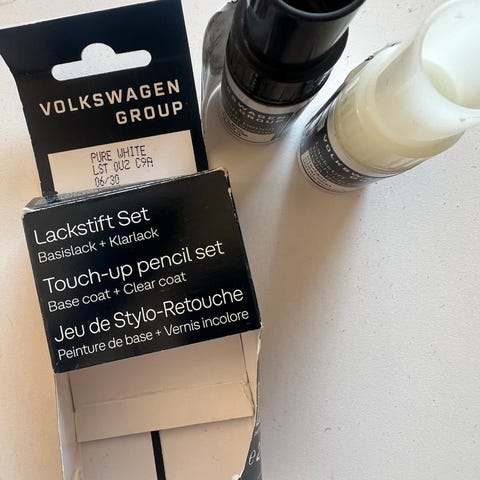 VOLKSWAGEN
GROUP
PURE WHITE
LST 0U2 C9A
06/30
Lackstift Set
Basislack + Klarlack
Touch-up pencil set
Base coat + Clear coat
Jeu de Stylo-Retouche
Peinture de base + Vernis incolore
GROUP